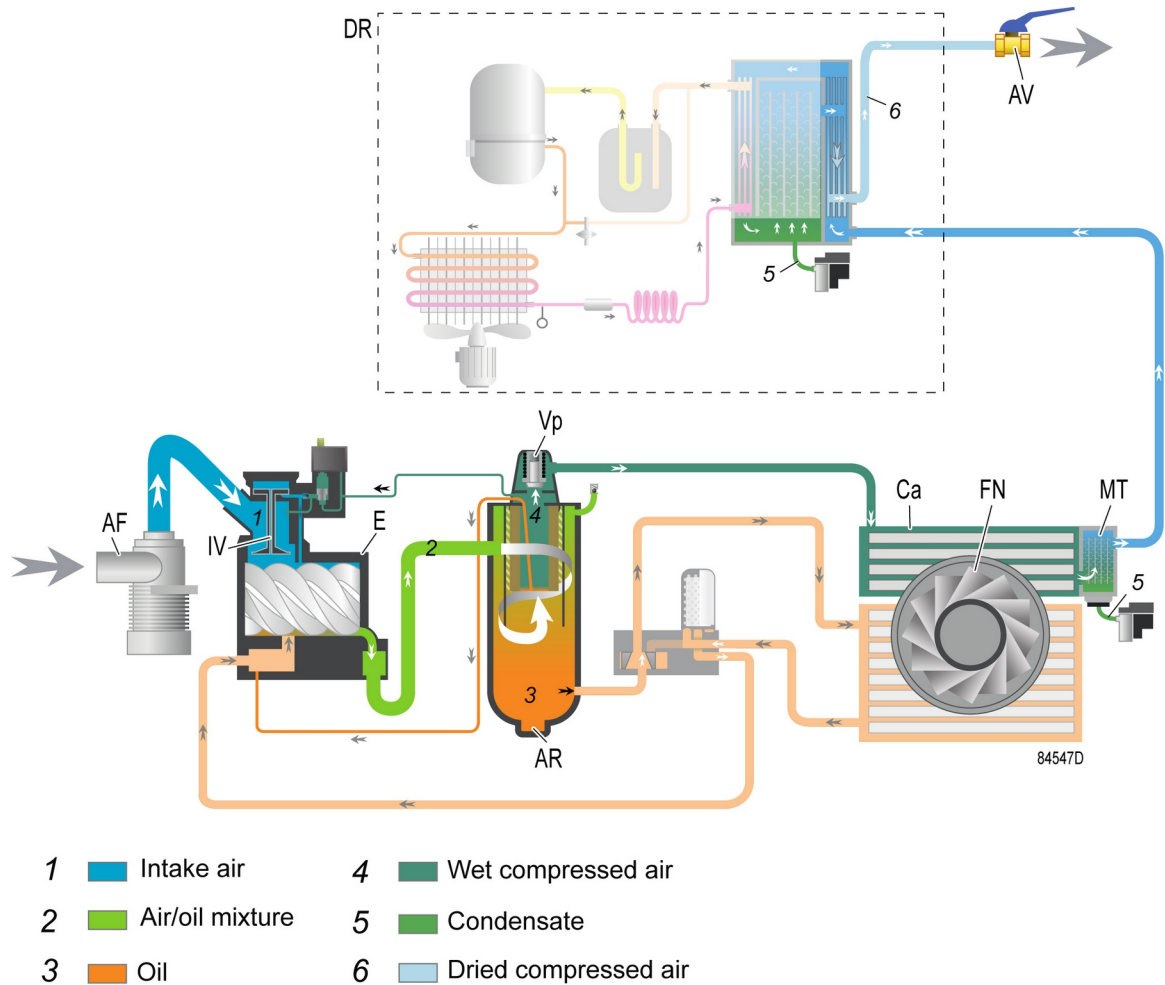 DR
AV
6
5
Vp
AF
1
IV
E
2
4
Ca
FN
MT
5
3
AR
84547D
1 Intake air
2 Air/oil mixture
3 Oil
4 Wet compressed air
5 Condensate
6 Dried compressed air